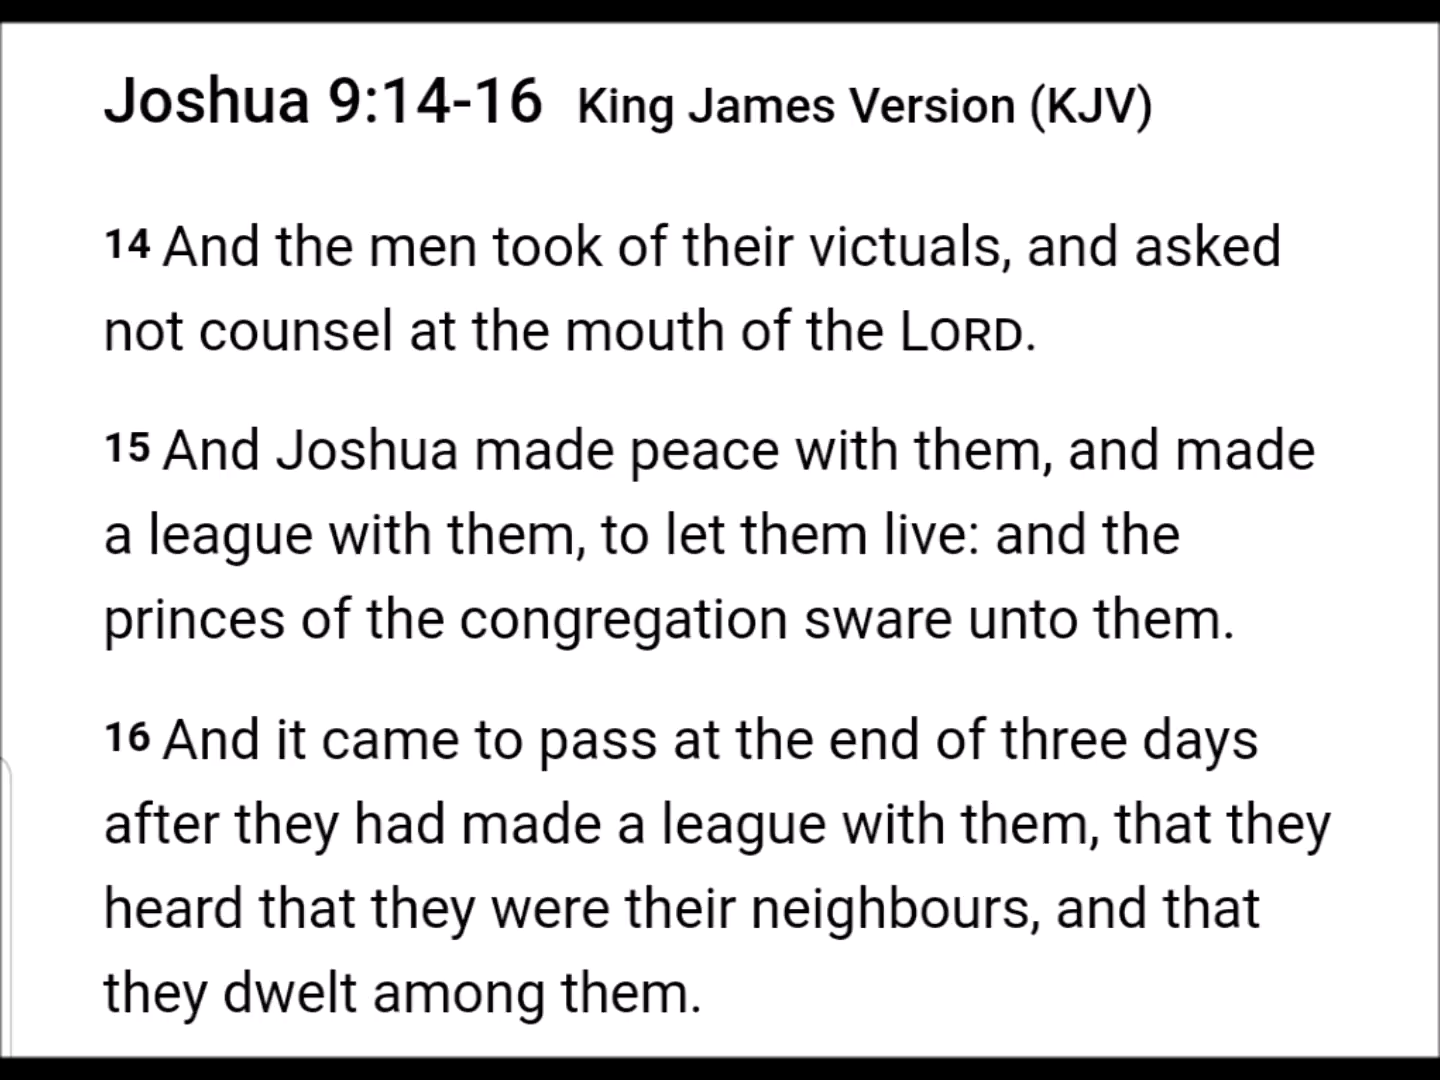 Joshua 9:14-16 King James Version (KJV)
14 And the men took of their victuals, and asked
not counsel at the mouth of the LORD.
15 And Joshua made peace with them, and made
a league with them, to let them live: and the
princes of the congregation sware unto them.
16 And it came to pass at the end of three days
after they had made a league with them, that they
heard that they were their neighbours, and that
they dwelt among them.